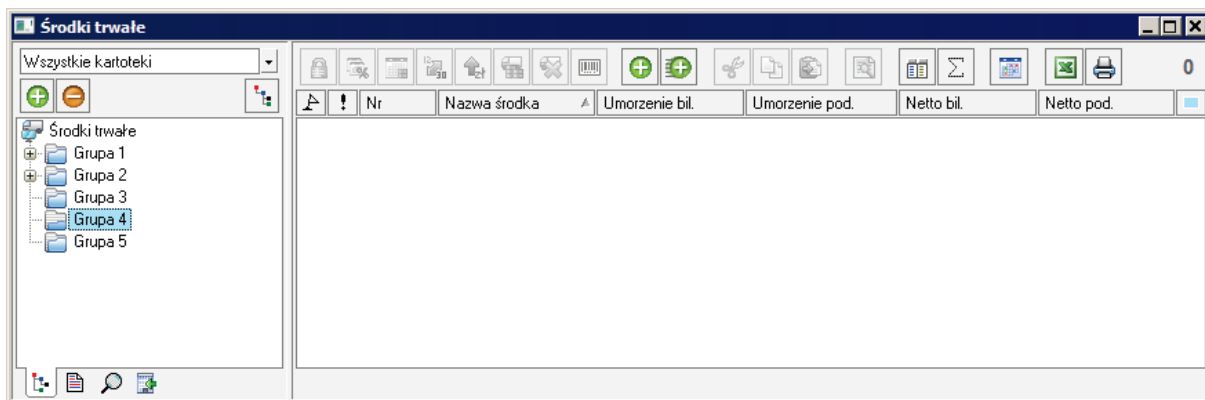 Środki trwałe
Wszystkie kartoteki
0
Nr Nazwa środka Umorzenie bil. Umorzenie pod. Netto bil. Netto pod.
Środki trwałe
Grupa 1
Grupa 2
Grupa 3
Grupa 4
Grupa 5